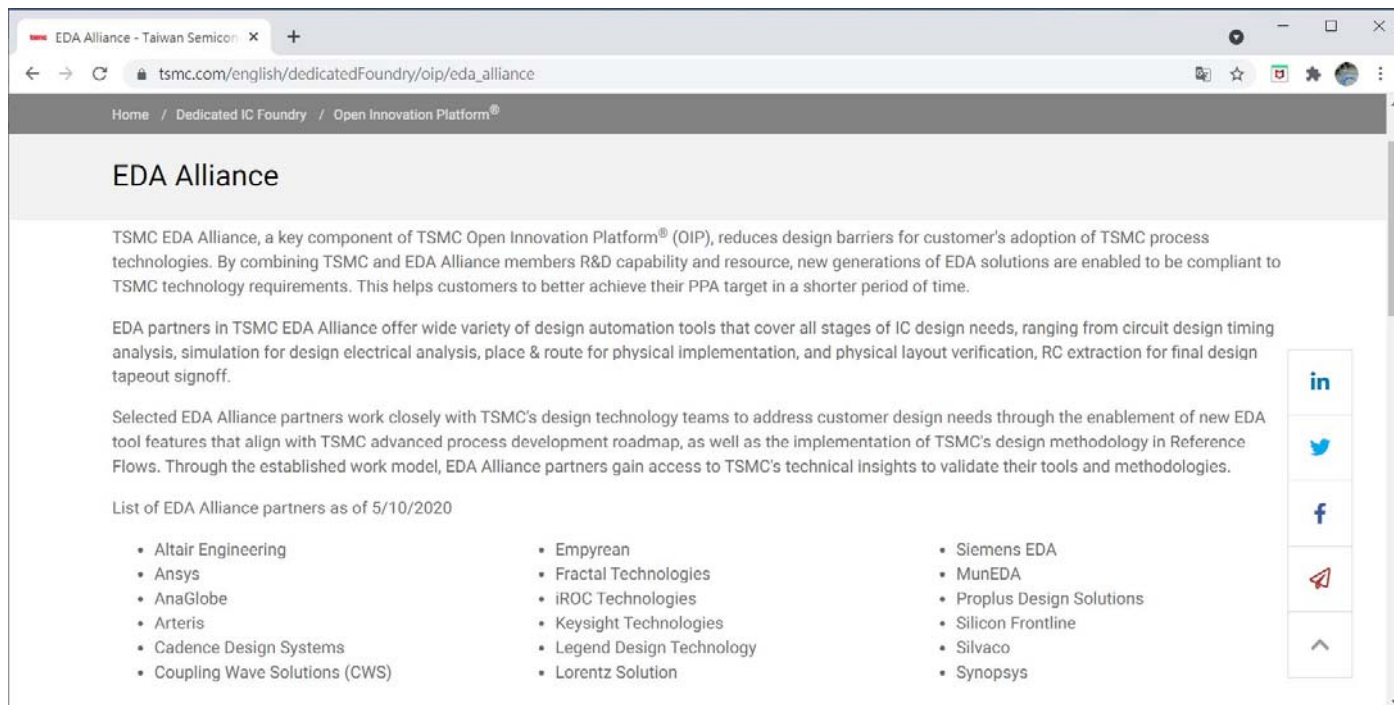 EDA Alliance - Taiwan Semicon
tsmc.com/english/dedicatedFoundry/oip/eda_alliance
Home / Dedicated IC Foundry / Open Innovation Platform®
EDA Alliance
TSMC EDA Alliance, a key component of TSMC Open Innovation Platform® (OIP), reduces design barriers for customer's adoption of TSMC process
technologies. By combining TSMC and EDA Alliance members R&D capability and resource, new generations of EDA solutions are enabled to be compliant to
TSMC technology requirements. This helps customers to better achieve their PPA target in a shorter period of time.
EDA partners in TSMC EDA Alliance offer wide variety of design automation tools that cover all stages of IC design needs, ranging from circuit design timing
analysis, simulation for design electrical analysis, place & route for physical implementation, and physical layout verification, RC extraction for final design
tapeout signoff.
Selected EDA Alliance partners work closely with TSMC's design technology teams to address customer design needs through the enablement of new EDA
tool features that align with TSMC advanced process development roadmap, as well as the implementation of TSMC's design methodology in Reference
Flows. Through the established work model, EDA Alliance partners gain access to TSMC's technical insights to validate their tools and methodologies.
List of EDA Alliance partners as of 5/10/2020
• Altair Engineering
• Ansys
• AnaGlobe
• Arteris
• Cadence Design Systems
• Coupling Wave Solutions (CWS)
• Empyrean
• Fractal Technologies
• iROC Technologies
• Keysight Technologies
• Legend Design Technology
• Lorentz Solution
• Siemens EDA
• MunEDA
• Proplus Design Solutions
• Silicon Frontline
• Silvaco
• Synopsys
in
f